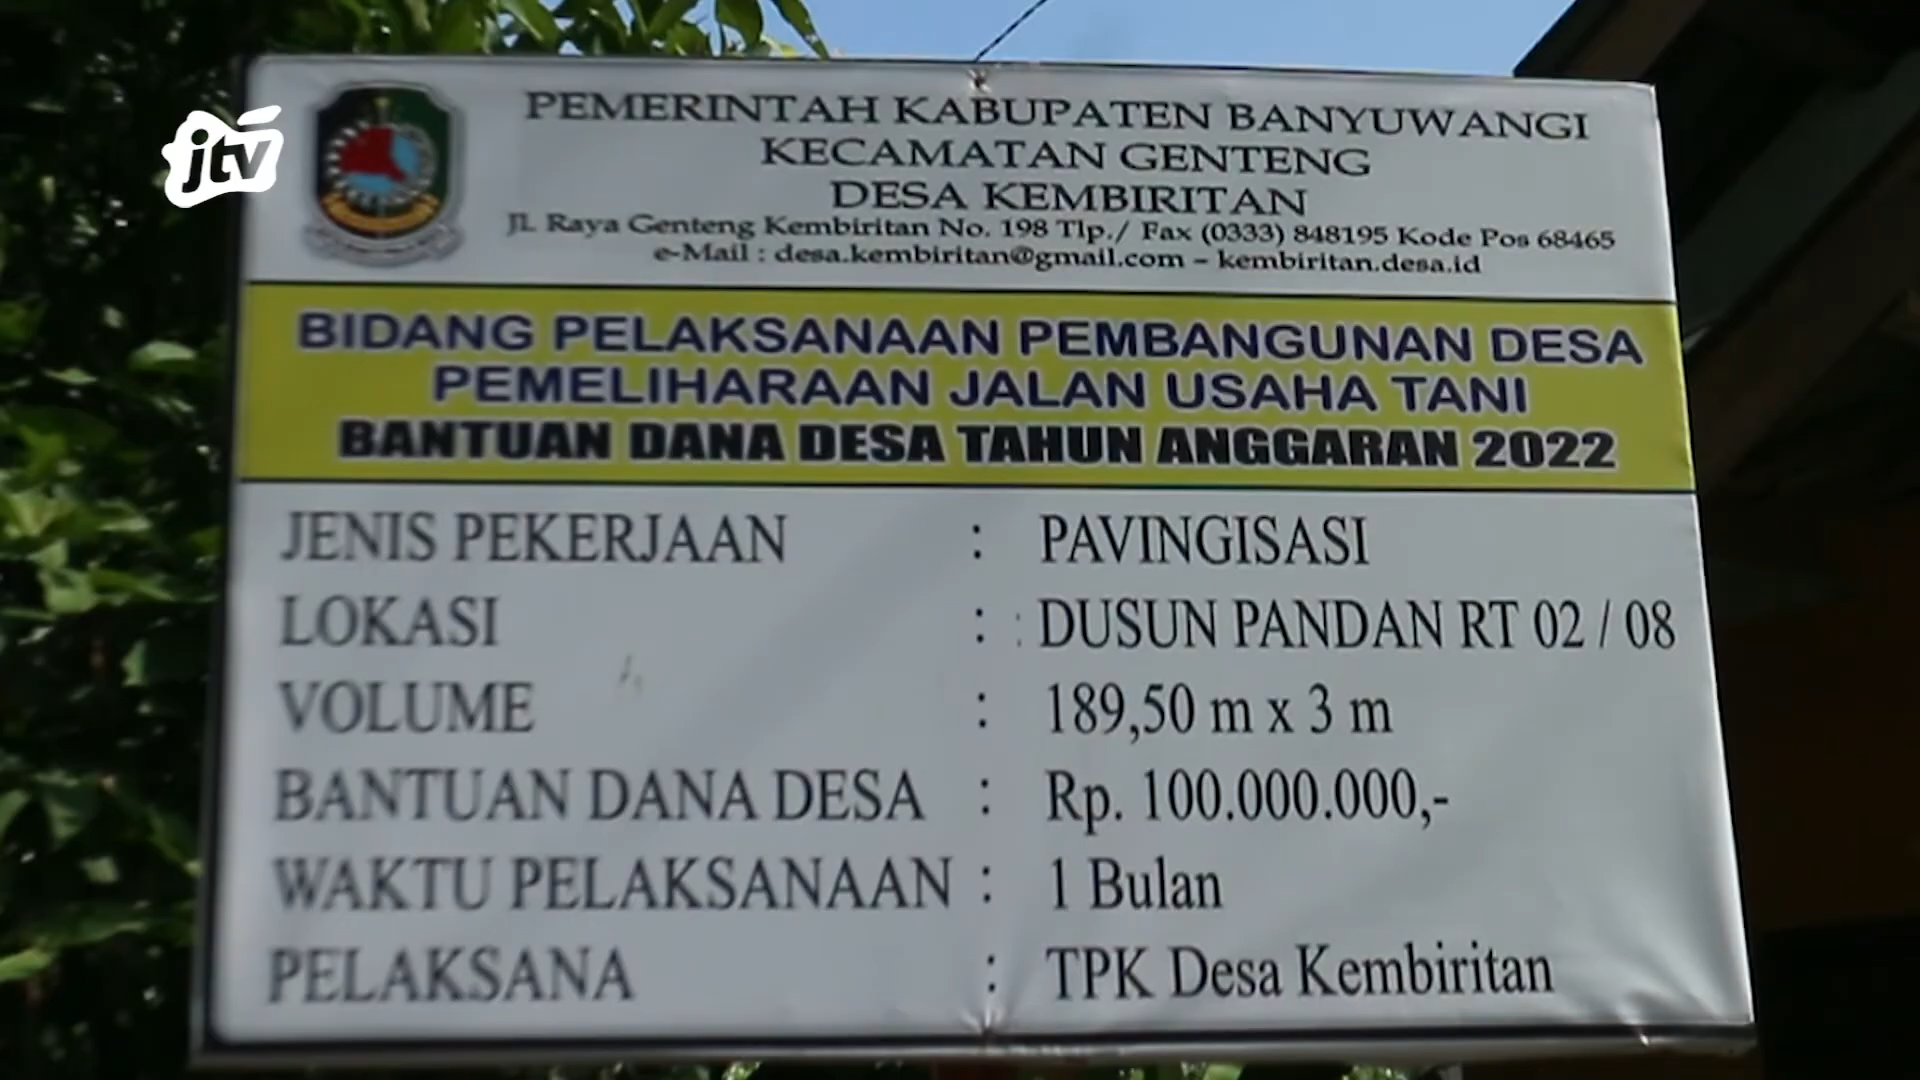 jtv
PEMERINTAH KABUPATEN BANYUWANGI
KECAMATAN GENTENG
DESA KEMBIRITAN
Jl. Raya Genteng Kembiritan No. 198 Tlp./ Fax (0333) 848195 Kode Pos 68465
e-Mail : desa.kembiritan@gmail.com – kembiritan.desa.id
BIDANG PELAKSANAAN PEMBANGUNAN DESA
PEMELIHARAAN JALAN USAHA TANI
BANTUAN DANA DESA TAHUN ANGGARAN 2022
JENIS PEKERJAAN : PAVINGISASI
LOKASI : : DUSUN PANDAN RT 02 / 08
VOLUME : 189,50 m x 3 m
BANTUAN DANA DESA : Rp. 100.000.000,-
WAKTU PELAKSANAAN : 1 Bulan
PELAKSANA : TPK Desa Kembiritan